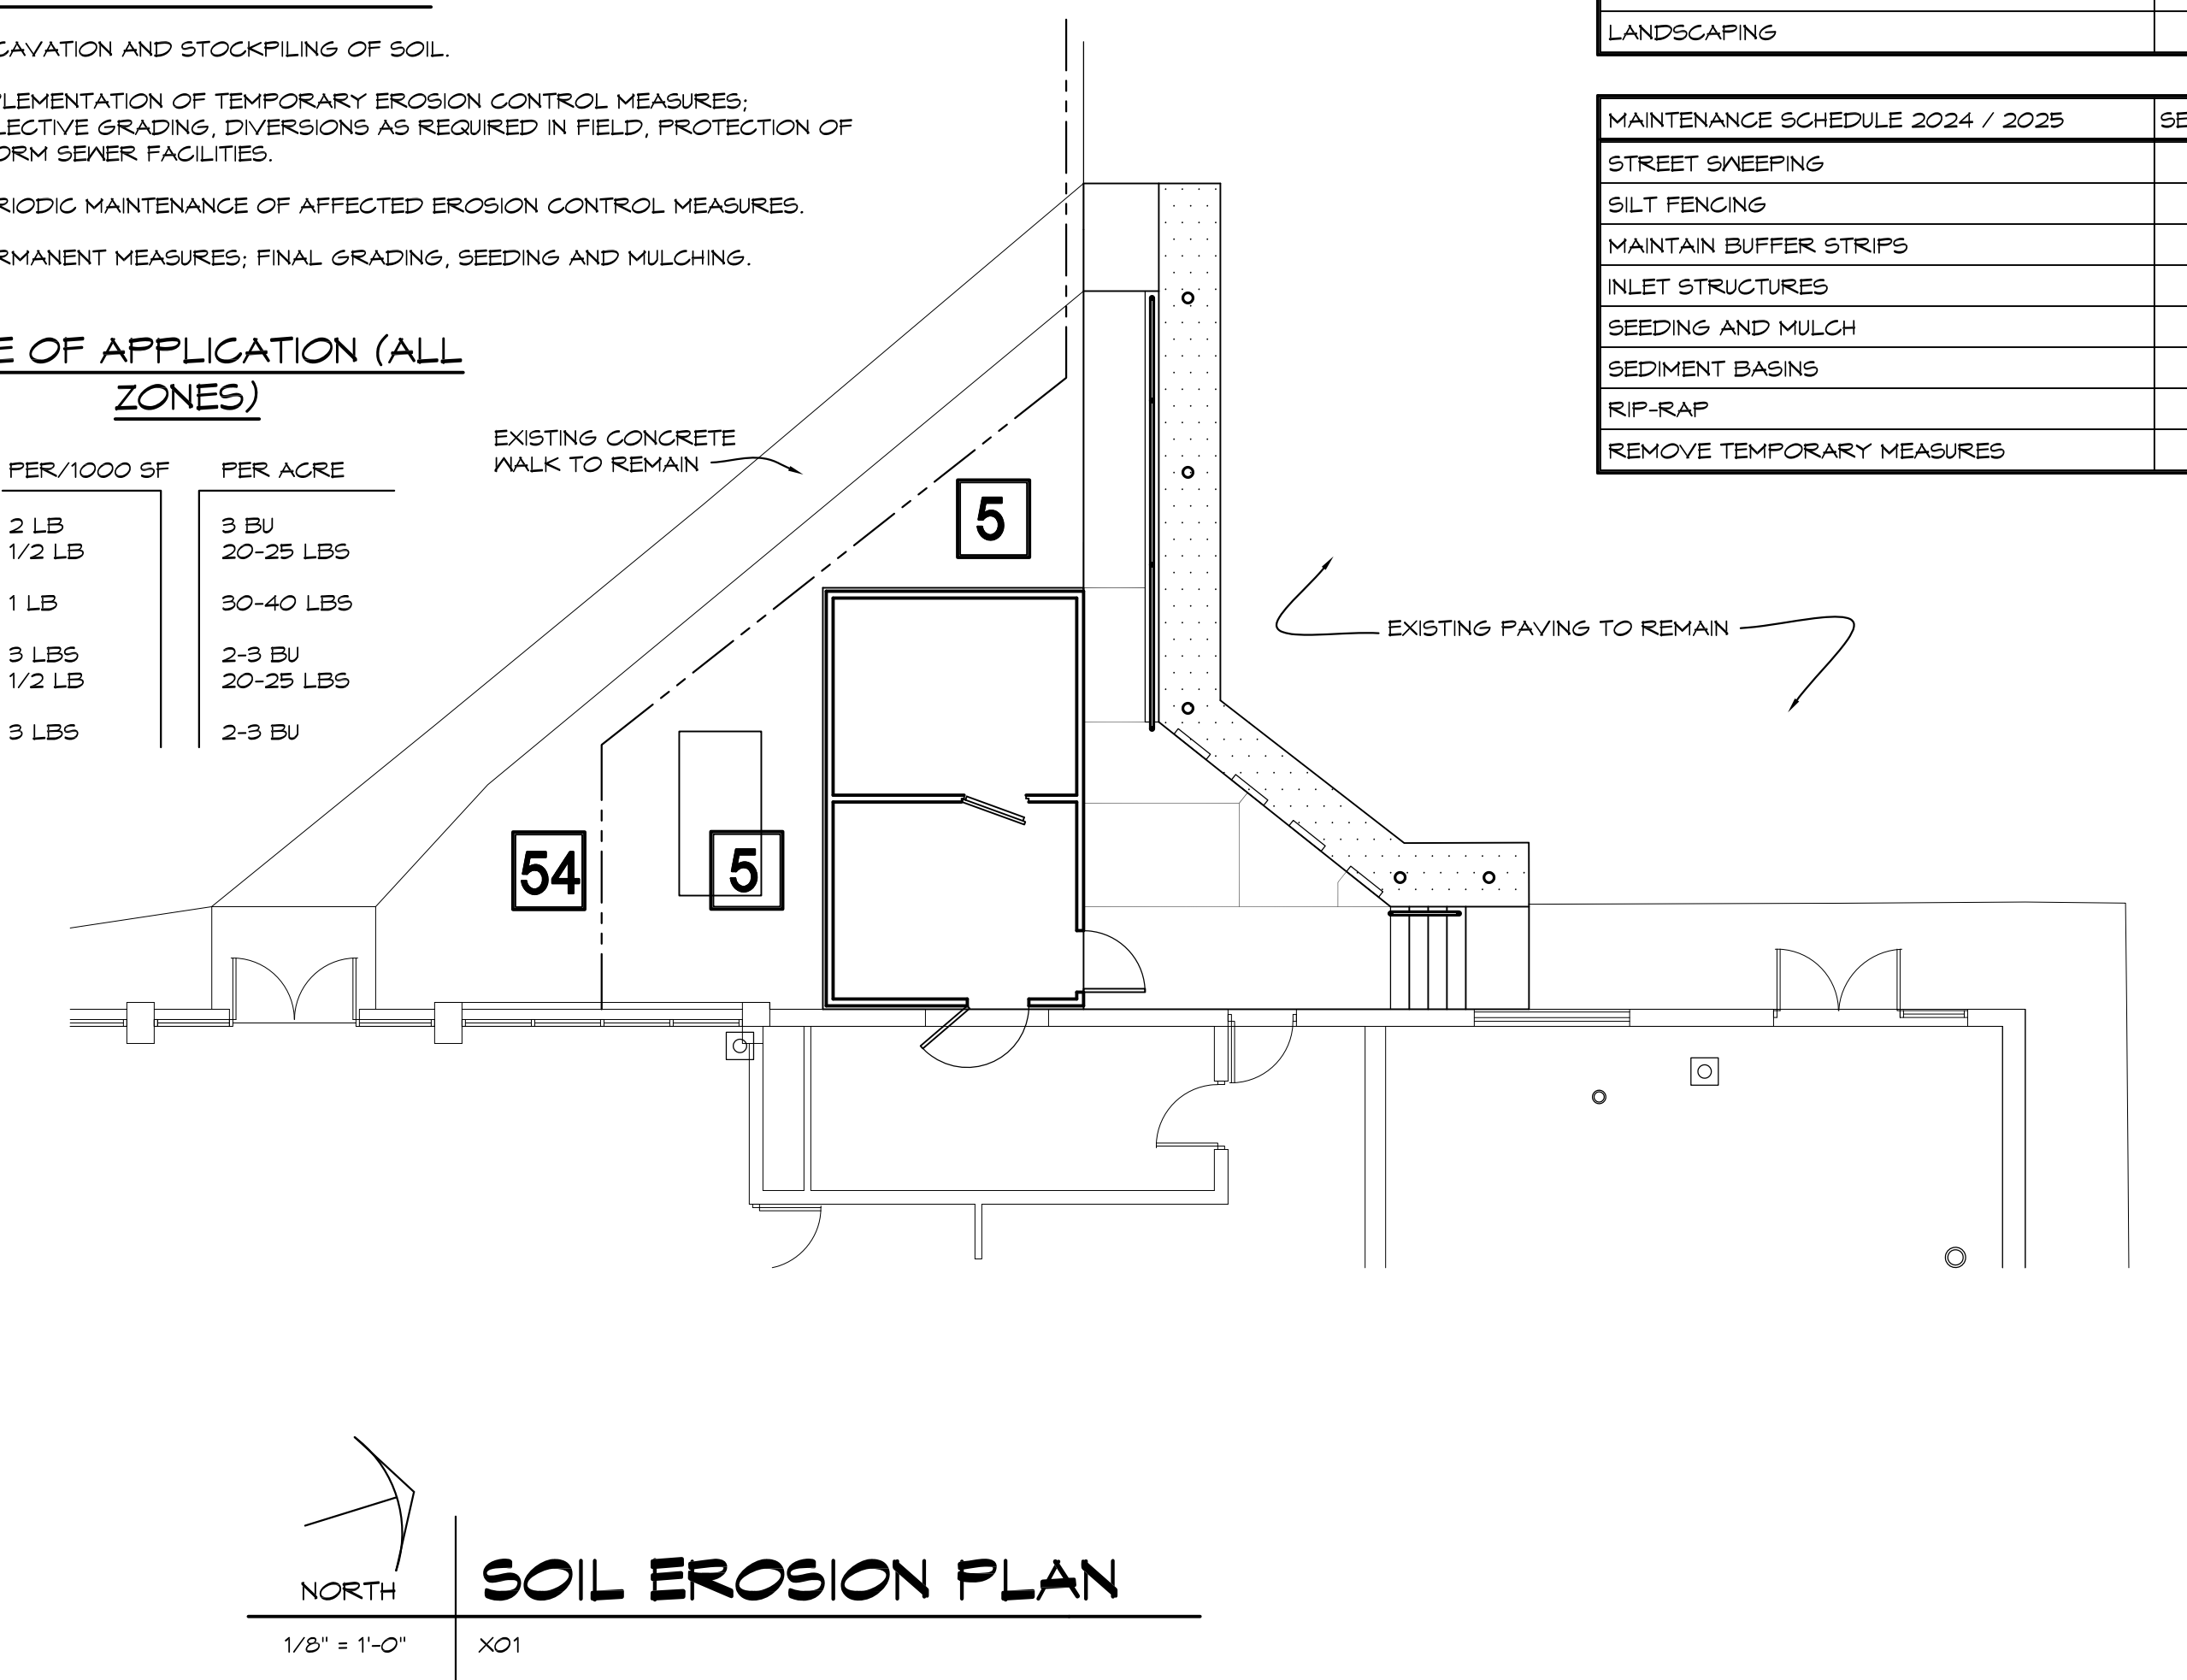 CAVATION AND STOCKPILING OF SOIL.
PLEMENTATION OF TEMPORARY EROSION CONTROL MEASURES;
LECTIVE GRADING, DIVERSIONS AS REQUIRED IN FIELD, PROTECTION OF
ORM SEWER FACILITIES.
RIODIC MAINTENANCE OF AFFECTED EROSION CONTROL MEASURES.
RMANENT MEASURES; FINAL GRADING, SEEDING AND MULCHING.
E OF APPLICATION (ALL
ZONES)
PER/1000 SF PER ACRE
2 LB 3 BU
1/2 LB 20-25 LBS
1 LB 30-40 LBS
3 LBS 2-3 BU
1/2 LB 20-25 LBS
3 LBS 2-3 BU
LANDSCAPING
MAINTENANCE SCHEDULE 2024 / 2025 SE
STREET SWEEPING
SILT FENCING
MAINTAIN BUFFER STRIPS
INLET STRUCTURES
SEEDING AND MULCH
SEDIMENT BASINS
RIP-RAP
REMOVE TEMPORARY MEASURES
EXISTING CONCRETE
WALK TO REMAIN
5
EXISTING PAVING TO REMAIN
54
5
NORTH
SOIL EROSION PLAN
1/8" = 1'-0"
X01